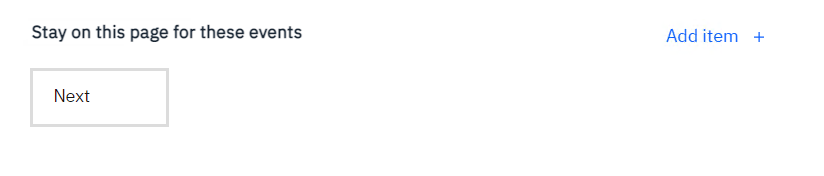 Stay on this page for these events
Add item +
Next